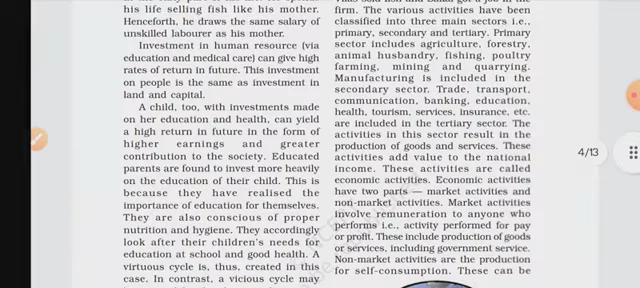 his life selling fish like his mother.
Henceforth, he draws the same salary of
unskilled labourer as his mother.
Investment in human resource (via
education and medical care) can give high
rates of return in future. This investment
on people is the same as investment in
land and capital.
A child, too, with investments made
on her education and health, can yield
a high return in future in the form of
higher earnings and greater
contribution to the society. Educated
parents are found to invest more heavily
on the education of their child. This is
because they have realised the
importance of education for themselves.
They are also conscious of proper
nutrition and hygiene. They accordingly
look after their children's needs for
education at school and good health. A
virtuous cycle is, thus, created in this
case. In contrast, a vicious cycle may
firm. The various activities have been
classified into three main sectors i.e.,
primary, secondary and tertiary. Primary
sector includes agriculture, forestry,
animal husbandry, fishing, poultry
farming, mining and quarrying.
Manufacturing is included in the
secondary sector. Trade, transport,
communication, banking, education,
health, tourism, services, insurance, etc.
are included in the tertiary sector. The
activities in this sector result in the
production of goods and services. These
activities add value to the national
income. These activities are called
economic activities. Economic activities
have two parts — market activities and
non-market activities. Market activities
involve remuneration to anyone who
performs i.e., activity performed for pay
or profit. These include production of goods
or services, including government service.
Non-market activities are the production
for self-consumption. These can be
4/13